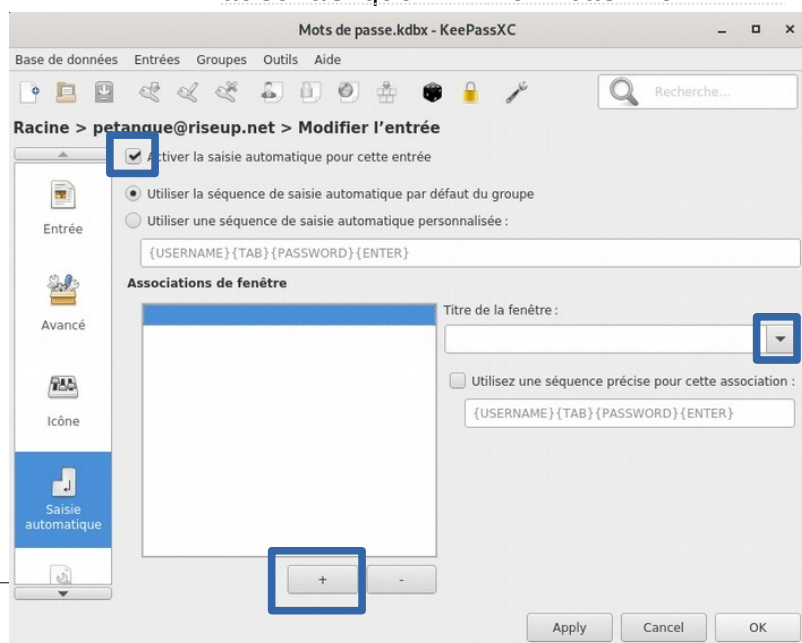 Mots de passe.kdbx - KeePassXC
Base de données Entrées Groupes Outils Aide
Recherche...
Racine > petanque@riseup.net > Modifier l'entrée
Activer la saisie automatique pour cette entrée
Utiliser la séquence de saisie automatique par défaut du groupe
Utiliser une séquence de saisie automatique personnalisée :
{USERNAME}{TAB}{PASSWORD}{ENTER}
Entrée
Avancé
Icône
Saisie
automatique
Associations de fenêtre
Titre de la fenêtre :
Utilisez une séquence précise pour cette association :
{USERNAME}{TAB}{PASSWORD}{ENTER}
+ -
Apply Cancel OK